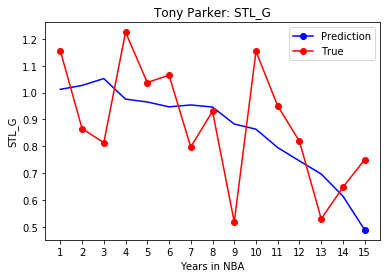 Tony Parker: STL_G
Prediction
True
1.2
1.1
1.0
0.9
0.8
0.7
0.6
0.5
STL_G
1 2 3 4 5 6 7 8 9 10 11 12 13 14 15
Years in NBA